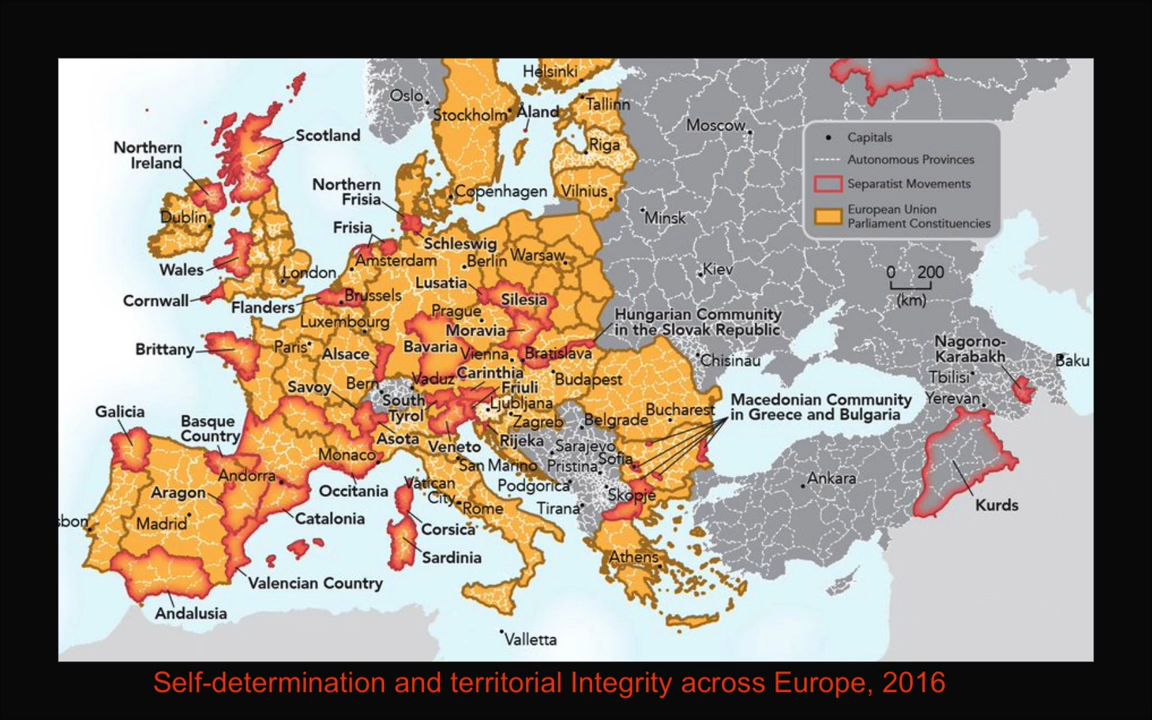 Helsinki
Oslo
Tallinn
Stockholm
Åland
Moscow
Capitals
Autonomous Provinces
Separatist Movements
European Union
Parliament Constituencies
Scotland
Northern
Ireland
Riga
Northern
Frisia
Copenhagen
Vilnius
Minsk
Dublin
Frisia
Schleswig
Wales
London
Amsterdam
Berlin
Warsaw
Kiev
0 200
(km)
Cornwall
Flanders
Brussels
Lusatia
Silesia
Luxembourg
Prague
Hungarian Community
in the Slovak Republic
Moravia
Brittany
Paris
Alsace
Bavaria
Vienna
Bratislava
Chisinau
Nagorno-
Karabakh
Baku
Tbilisi
Yerevan
Savoy
Bern
Vaduz
Carinthia
Friuli
Budapest
South
Tyrol
Ljubljana
Zagreb
Bucharest
Macedonian Community
in Greece and Bulgaria
Galicia
Basque
Country
Asota
Veneto
Rijeka
Belgrade
Sarajevo
Monaco
San Marino
Pristina
Sofia
Andorra
Aragon
Occitania
Vatican
City
Rome
Podgorica
Skopje
Tirana
Ankara
Kurds
sbon
Madrid
Catalonia
Corsica
Sardinia
Athens
Valencian Country
Andalusia
Valletta
Self-determination and territorial Integrity across Europe, 2016